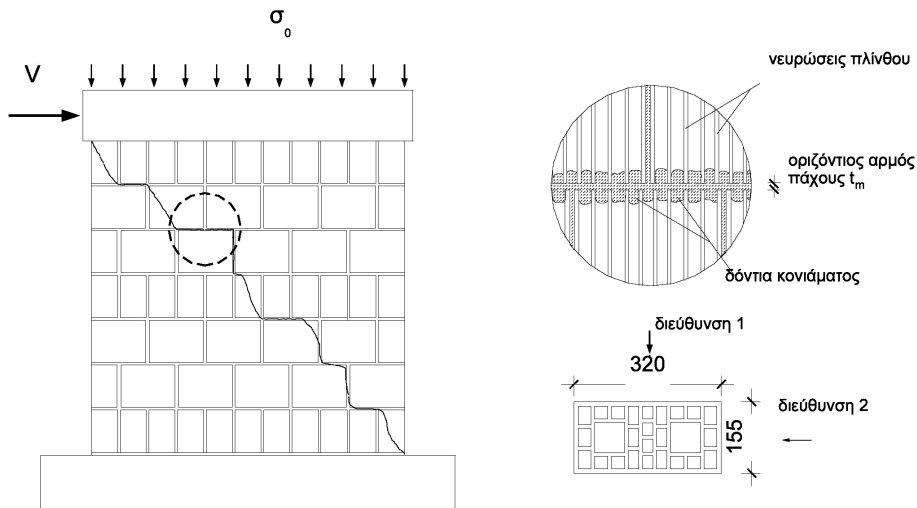 σ₀
V
νευρώσεις πλίνθου
οριζόντιος αρμός
πάχους tₘ
δόντια κονιάματος
διεύθυνση 1
320
διεύθυνση 2
155